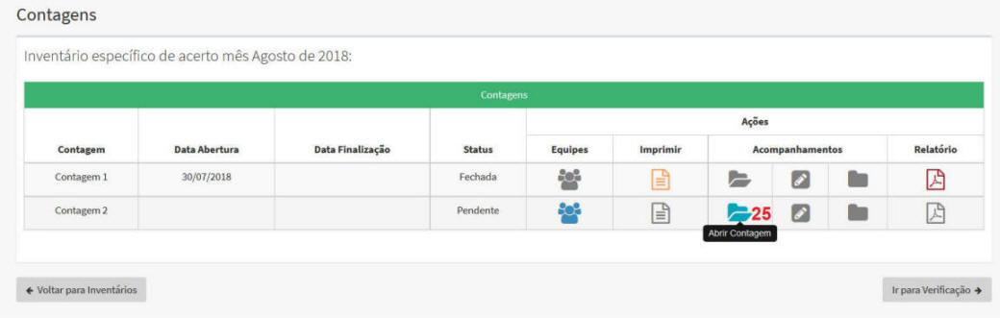 Contagens
Inventário específico de acerto mês Agosto de 2018:
Contagens
Ações
Contagem Data Abertura Data Finalização Status Equipes Imprimir Acompanhamentos Relatório
Contagem 1 30/07/2018 Fechada
Contagem 2 Pendente 25
Abrir Contagem
Voltar para Inventários Ir para Verificação